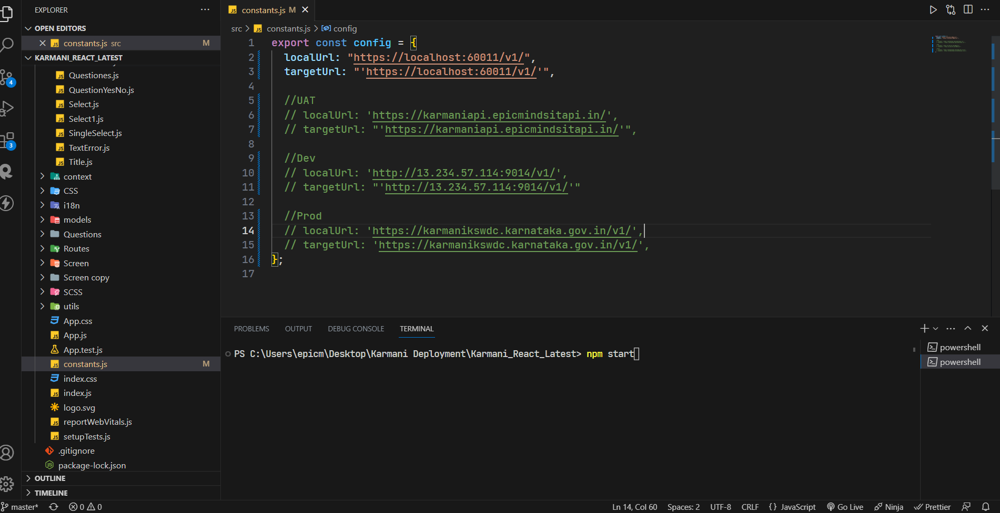 EXPLORER
OPEN EDITORS
constants.js src M
KARMANI_REACT_LATEST
Questiones.js
QuestionYesNo.js
Select.js
Select1.js
SingleSelect.js
TextError.js
Title.js
context
CSS
i18n
models
Questions
Routes
Screen
Screen copy
SCSS
utils
App.css
App.js
App.test.js
constants.js M
index.css
index.js
logo.svg
reportWebVitals.js
setupTests.js
.gitignore
package-lock.json
OUTLINE
TIMELINE
4
3
constants.js M
src > constants.js > config
1 export const config = {
2 localUrl: "https://localhost:60011/v1/",
3 targetUrl: "'https://localhost:60011/v1/'",
4
5 //UAT
6 // localUrl: 'https://karmaniapi.epicmindsitapi.in/',
7 // targetUrl: "'https://karmaniapi.epicmindsitapi.in/'",
8
9 //Dev
10 // localUrl: 'http://13.234.57.114:9014/v1/',
11 // targetUrl: "'http://13.234.57.114:9014/v1/'"
12
13 //Prod
14 // localUrl: 'https://karmanikswdc.karnataka.gov.in/v1/',
15 // targetUrl: 'https://karmanikswdc.karnataka.gov.in/v1/',
16 };
17
PROBLEMS OUTPUT DEBUG CONSOLE TERMINAL
PS C:\Users\epicm\Desktop\Karmani Deployment\Karmani_React_Latest> npm start
powershell
powershell
master* 0 0 Ln 14, Col 60 Spaces: 2 UTF-8 CRLF {} JavaScript Go Live Ninja Prettier